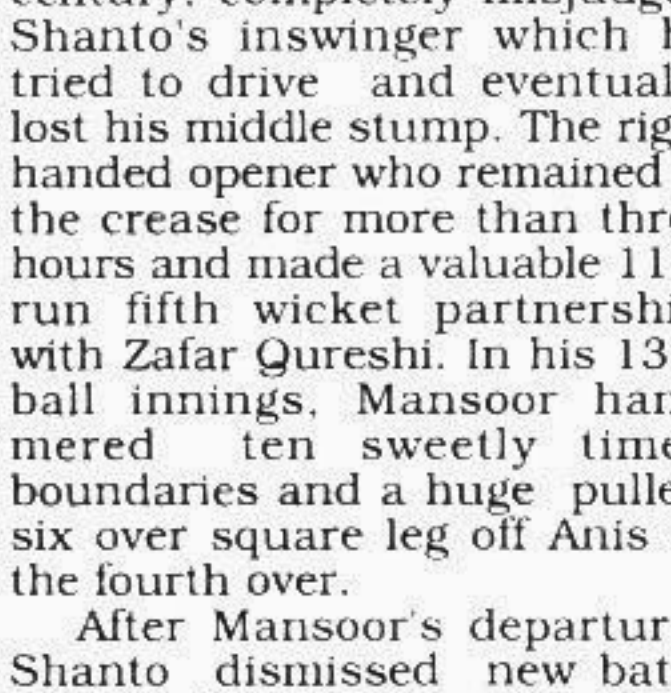 century, completely misjudg
Shanto's inswinger which h
tried to drive and eventual
lost his middle stump. The rig
handed opener who remained
the crease for more than thre
hours and made a valuable 11
run fifth wicket partnershi
with Zafar Qureshi. In his 13
ball innings, Mansoor ham
mered ten sweetly time
boundaries and a huge pulle
six over square leg off Anis
the fourth over.
After Mansoor's departur
Shanto dismissed new bat